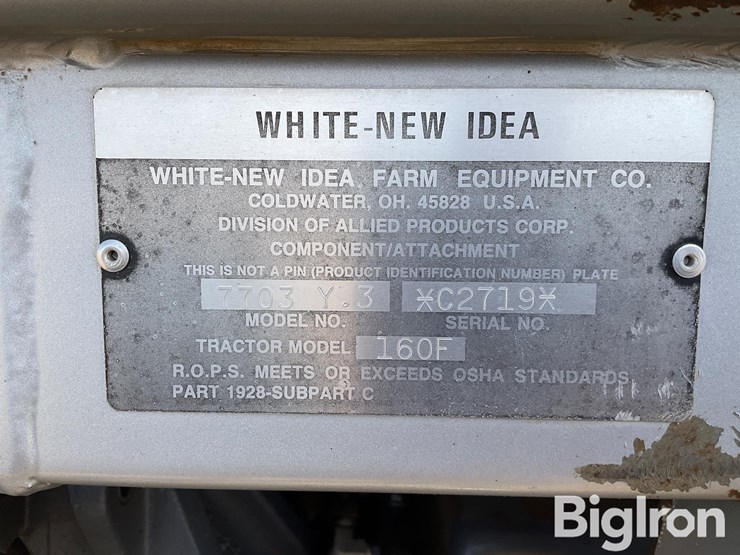 WHITE-NEW IDEA
WHITE-NEW IDEA FARM EQUIPMENT CO.
COLDWATER, OH. 45828 U.S.A.
DIVISION OF ALLIED PRODUCTS CORP.
COMPONENT/ATTACHMENT
THIS IS NOT A PIN (PRODUCT IDENTIFICATION NUMBER) PLATE
7703 Y.3 *C2719*
MODEL NO. SERIAL NO.
TRACTOR MODEL 160F
R.O.P.S. MEETS OR EXCEEDS OSHA STANDARDS
PART 1928-SUBPART C
BigIron